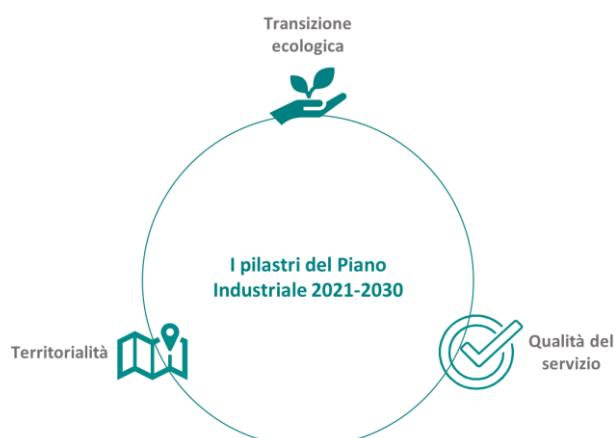 Transizione
ecologica
I pilastri del Piano
Industriale 2021-2030
Territorialità
Qualità del
servizio